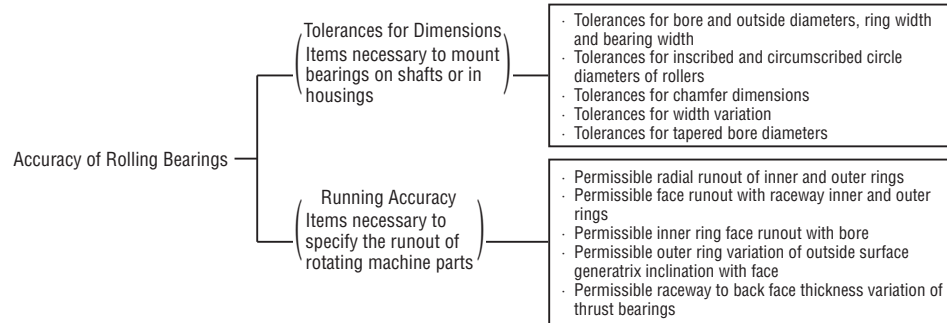 Tolerances for Dimensions
Items necessary to mount
bearings on shafts or in
housings
· Tolerances for bore and outside diameters, ring width
and bearing width
· Tolerances for inscribed and circumscribed circle
diameters of rollers
· Tolerances for chamfer dimensions
· Tolerances for width variation
· Tolerances for tapered bore diameters
Accuracy of Rolling Bearings
Running Accuracy
Items necessary to
specify the runout of
rotating machine parts
· Permissible radial runout of inner and outer rings
· Permissible face runout with raceway inner and outer
rings
· Permissible inner ring face runout with bore
· Permissible outer ring variation of outside surface
generatrix inclination with face
· Permissible raceway to back face thickness variation of
thrust bearings